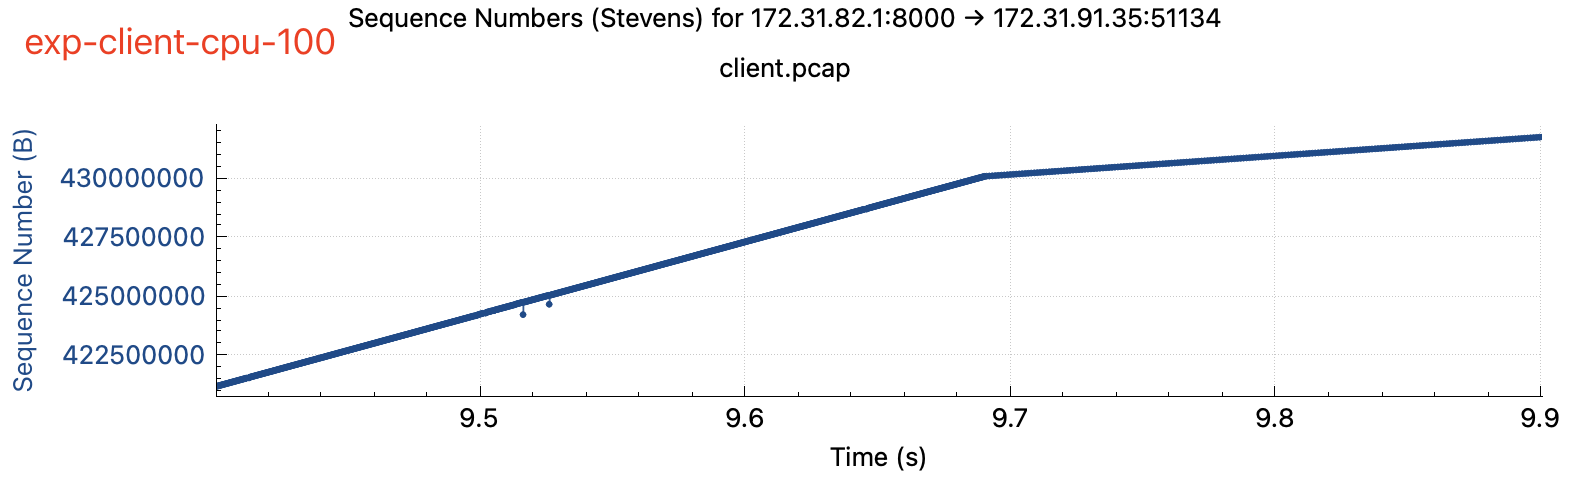 Sequence Numbers (Stevens) for 172.31.82.1:8000 → 172.31.91.35:51134
exp-client-cpu-100
client.pcap
Sequence Number (B)
430000000
427500000
425000000
422500000
9.5 9.6 9.7 9.8 9.9
Time (s)